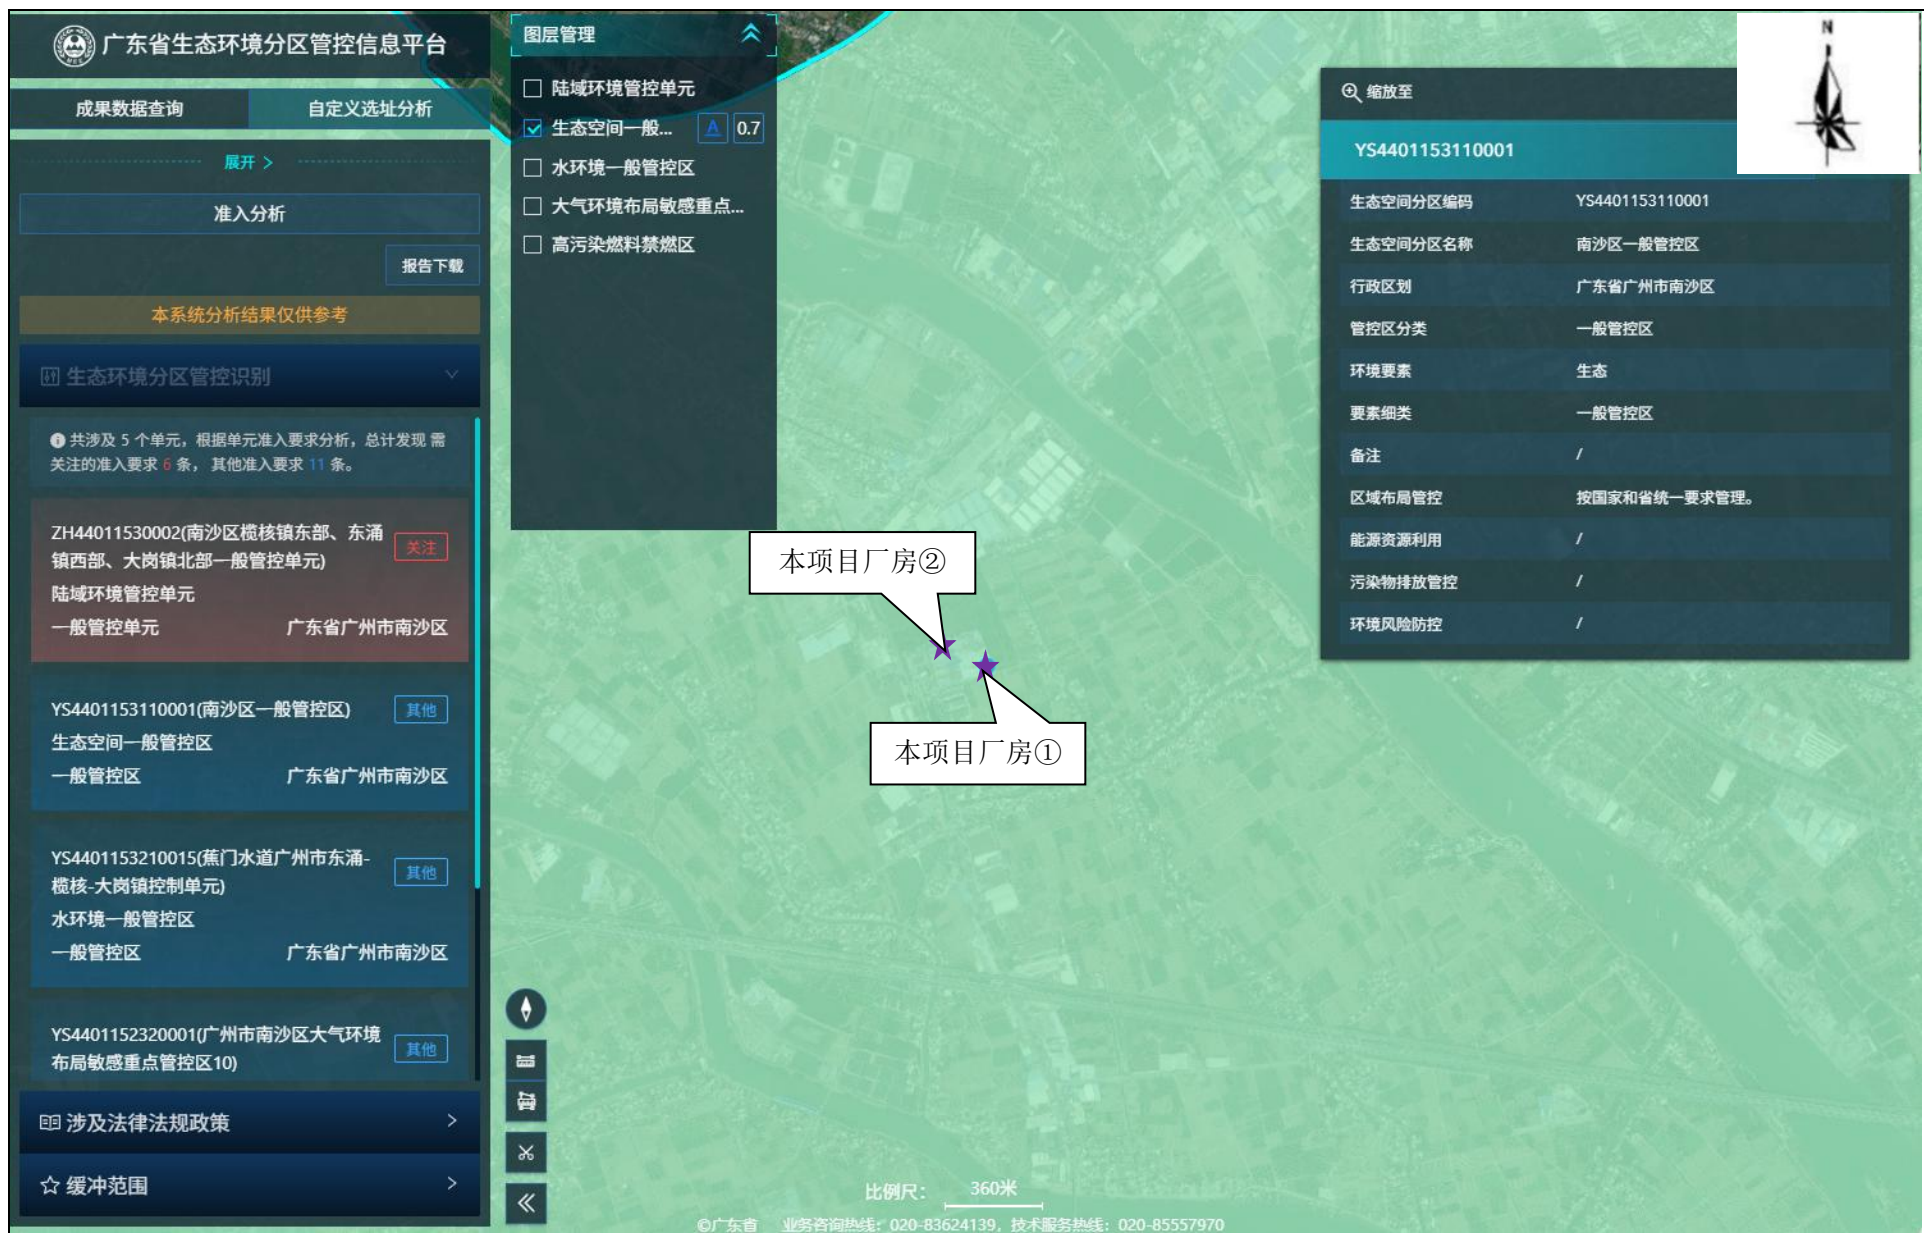 广东省生态环境分区管控信息平台
成果数据查询
自定义选址分析
展开 >
准入分析
报告下载
本系统分析结果仅供参考
生态环境分区管控识别
共涉及 5 个单元，根据单元准入要求分析，总计发现 需
关注的准入要求 6 条， 其他准入要求 11 条。
ZH44011530002(南沙区榄核镇东部、东涌
镇西部、大岗镇北部一般管控单元)
关注
陆域环境管控单元
一般管控单元
广东省广州市南沙区
YS4401153110001(南沙区一般管控区)
其他
生态空间一般管控区
一般管控区
广东省广州市南沙区
YS4401153210015(蕉门水道广州市东涌-
榄核-大岗镇控制单元)
其他
水环境一般管控区
一般管控区
广东省广州市南沙区
YS4401152320001(广州市南沙区大气环境
布局敏感重点管控区10)
其他
涉及法律法规政策
缓冲范围
图层管理
陆域环境管控单元
生态空间一般...
A 0.7
水环境一般管控区
大气环境布局敏感重点...
高污染燃料禁燃区
本项目厂房②
本项目厂房①
N
缩放至
YS4401153110001
生态空间分区编码 YS4401153110001
生态空间分区名称 南沙区一般管控区
行政区划 广东省广州市南沙区
管控区分类 一般管控区
环境要素 生态
要素细类 一般管控区
备注 /
区域布局管控 按国家和省统一要求管理。
能源资源利用 /
污染物排放管控 /
环境风险防控 /
比例尺： 360米
©广东省 业务咨询热线：020-83624139，技术服务热线：020-85557970